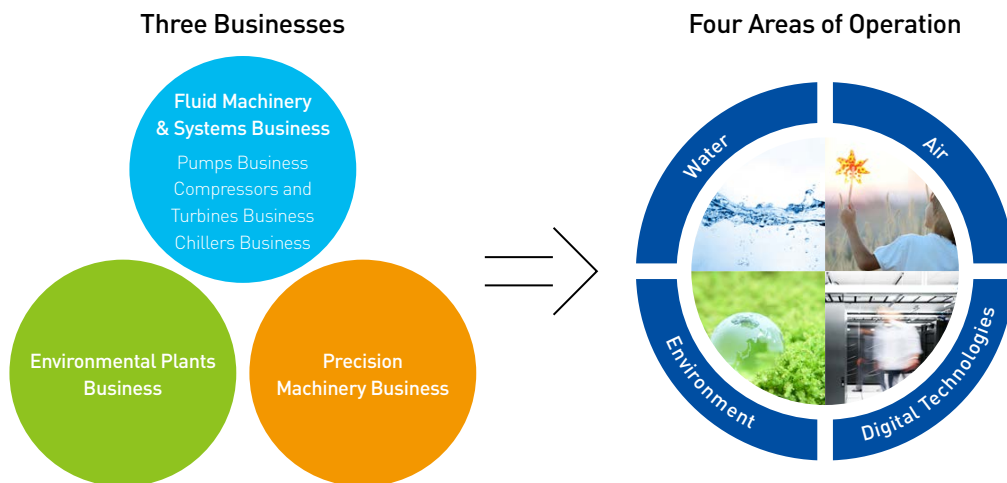 Three Businesses
Fluid Machinery
& Systems Business
Pumps Business
Compressors and
Turbines Business
Chillers Business
Environmental Plants
Business
Precision
Machinery Business
Four Areas of Operation
Water
Air
Environment
Digital Technologies